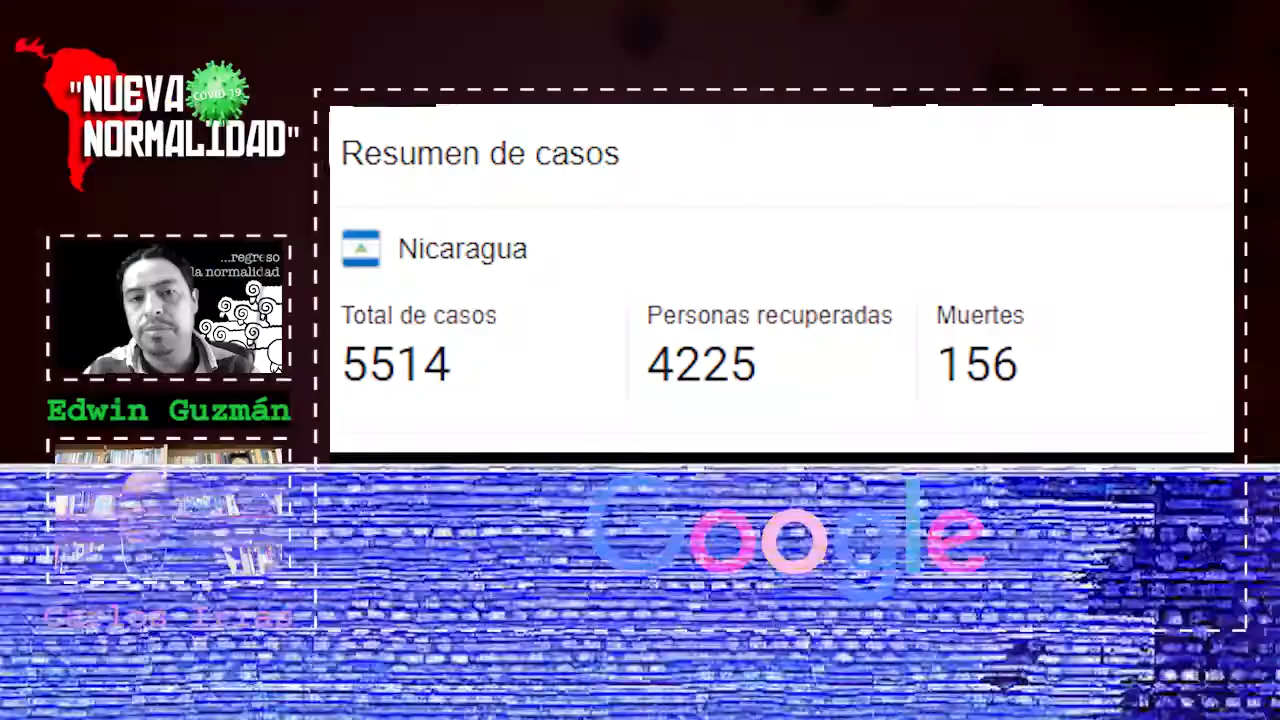 "NUEVA
COVID-19
NORMALIDAD"
...regreso
la normalidad
Edwin Guzmán
Carlos
Resumen de casos
Nicaragua
Total de casos
5514
Personas recuperadas
4225
Muertes
156
Google